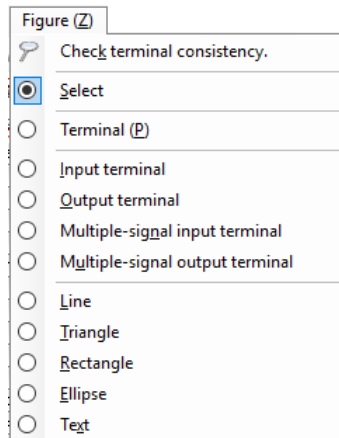 Figure (Z)
Check terminal consistency.
Select
Terminal (P)
Input terminal
Output terminal
Multiple-signal input terminal
Multiple-signal output terminal
Line
Triangle
Rectangle
Ellipse
Text